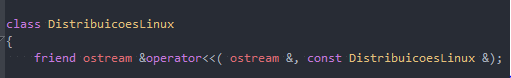 class DistribuicoesLinux
{
friend ostream &operator<<( ostream &, const DistribuicoesLinux &);